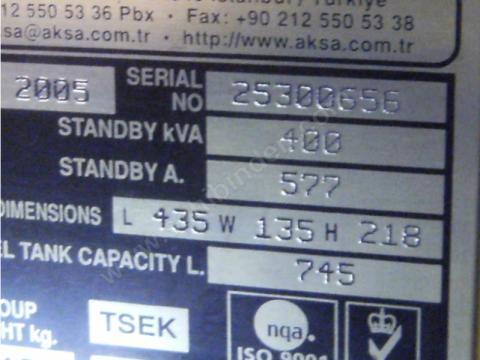 12 550 53 36 Pbx • Fax: +90 212 550 53 38
sa@aksa.com.tr • http://www.aksa.com.tr
2005 SERIAL NO 25300656
STANDBY kVA 400
STANDBY A. 577
DIMENSIONS L 435 W 135 H 218
EL TANK CAPACITY L. 745
OUP
HT kg. TSEK nqa.
ISO 9001